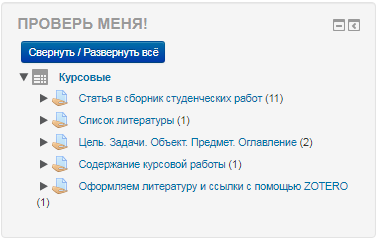 ПРОВЕРЬ МЕНЯ!
Свернуть / Развернуть всё
Курсовые
Статья в сборник студенческих работ (11)
Список литературы (1)
Цель. Задачи. Объект. Предмет. Оглавление (2)
Содержание курсовой работы (1)
Оформляем литературу и ссылки с помощью ZOTERO
(1)